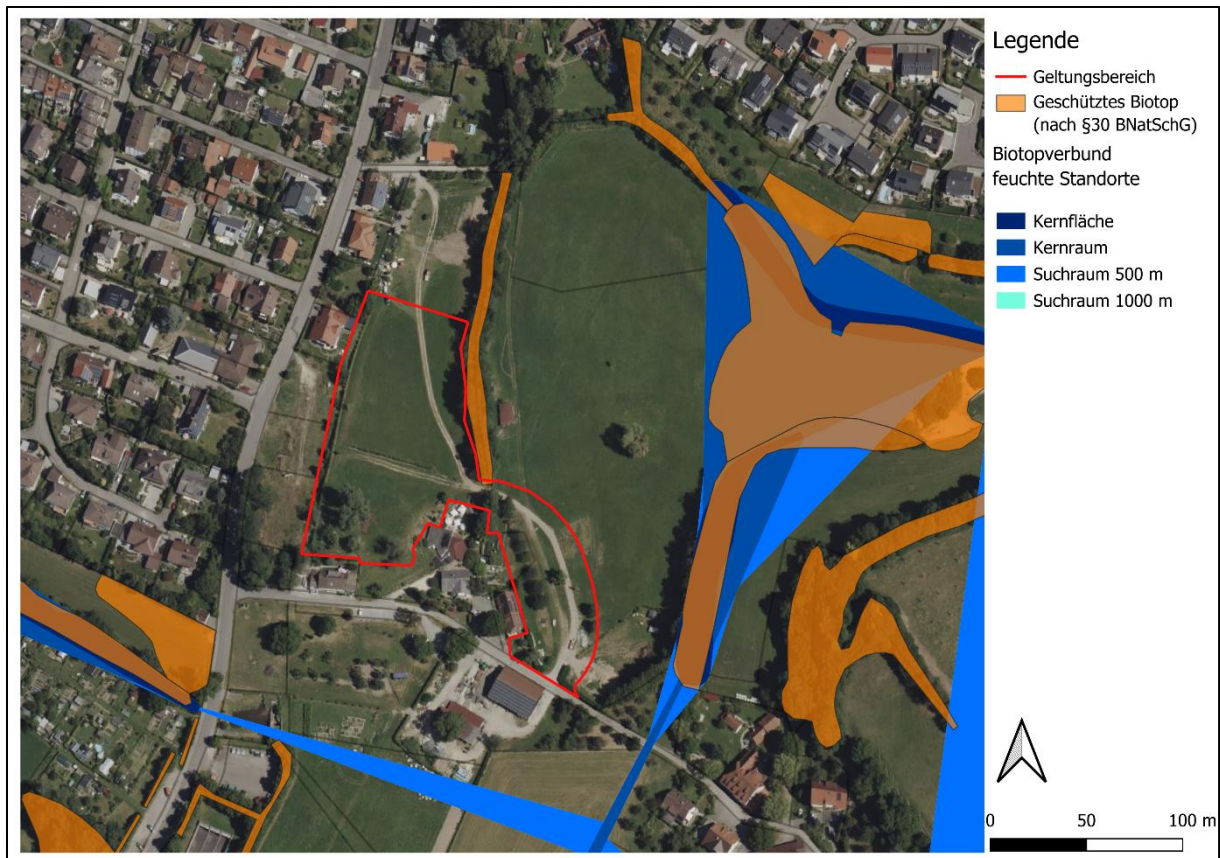 Legende
Geltungsbereich
Geschütztes Biotop
(nach §30 BNatSchG)
Biotopverbund
feuchte Standorte
Kernfläche
Kernraum
Suchraum 500 m
Suchraum 1000 m
0 50 100 m